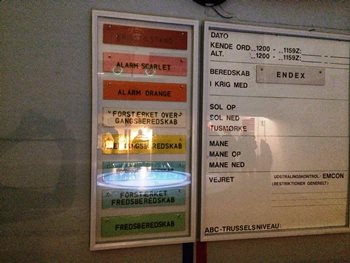 KRIGSTILSTAND
ALARM SCARLET
ALARM ORANGE
"FORSTÆRKET OVER-
GANGSBEREDSKAB
GANGSBEREDSKAB
FORSTÆRKET
FREDSBEREDSKAB
FREDSBEREDSKAB
DATO
KENDE ORD 1200 - 1159Z:
ALT. 1200 - 1159Z:
BEREDSKAB
ENDEX
I KRIG MED
SOL OP
SOL NED
TUSMØRKE
MÅNE
MÅNE OP
MÅNE NED
VEJRET
UDSTRÅLINGSKONTROL: EMCON
(RESTRIKTIONER GENERELT)
ABC-TRUSSELSNIVEAU: